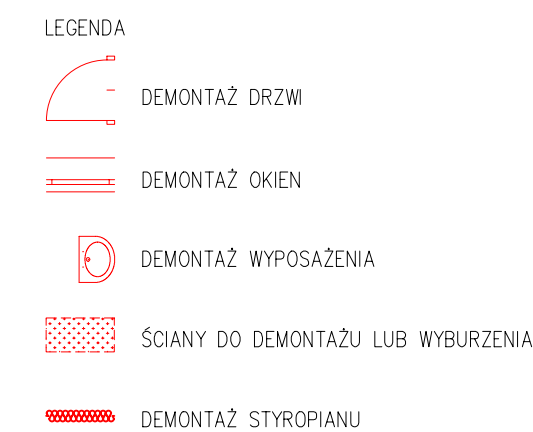 LEGENDA
DEMONTAŻ DRZWI
DEMONTAŻ OKIEN
DEMONTAŻ WYPOSAŻENIA
ŚCIANY DO DEMONTAŻU LUB WYBURZENIA
DEMONTAŻ STYROPIANU